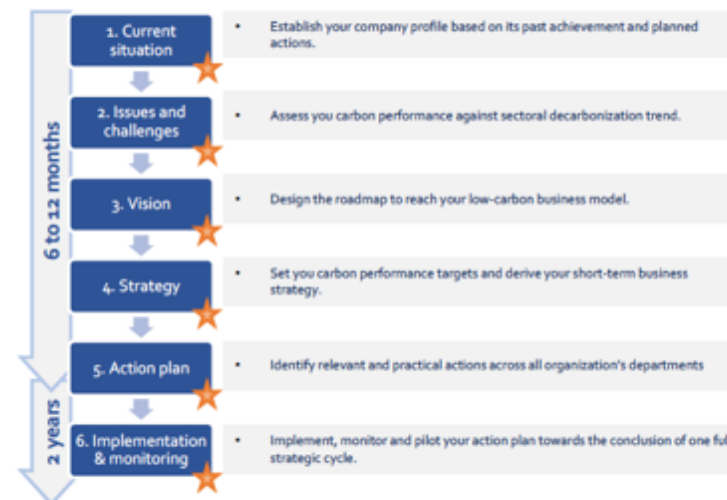 6 to 12 months
2 years
1. Current
situation
• Establish your company profile based on its past achievement and planned
actions.
2. Issues and
challenges
• Assess you carbon performance against sectoral decarbonization trend.
3. Vision
• Design the roadmap to reach your low-carbon business model.
4. Strategy
• Set you carbon performance targets and derive your short-term business
strategy.
5. Action plan
• Identify relevant and practical actions across all organization's departments
6. Implementation
& monitoring
• Implement, monitor and pilot your action plan towards the conclusion of one ful
strategic cycle.